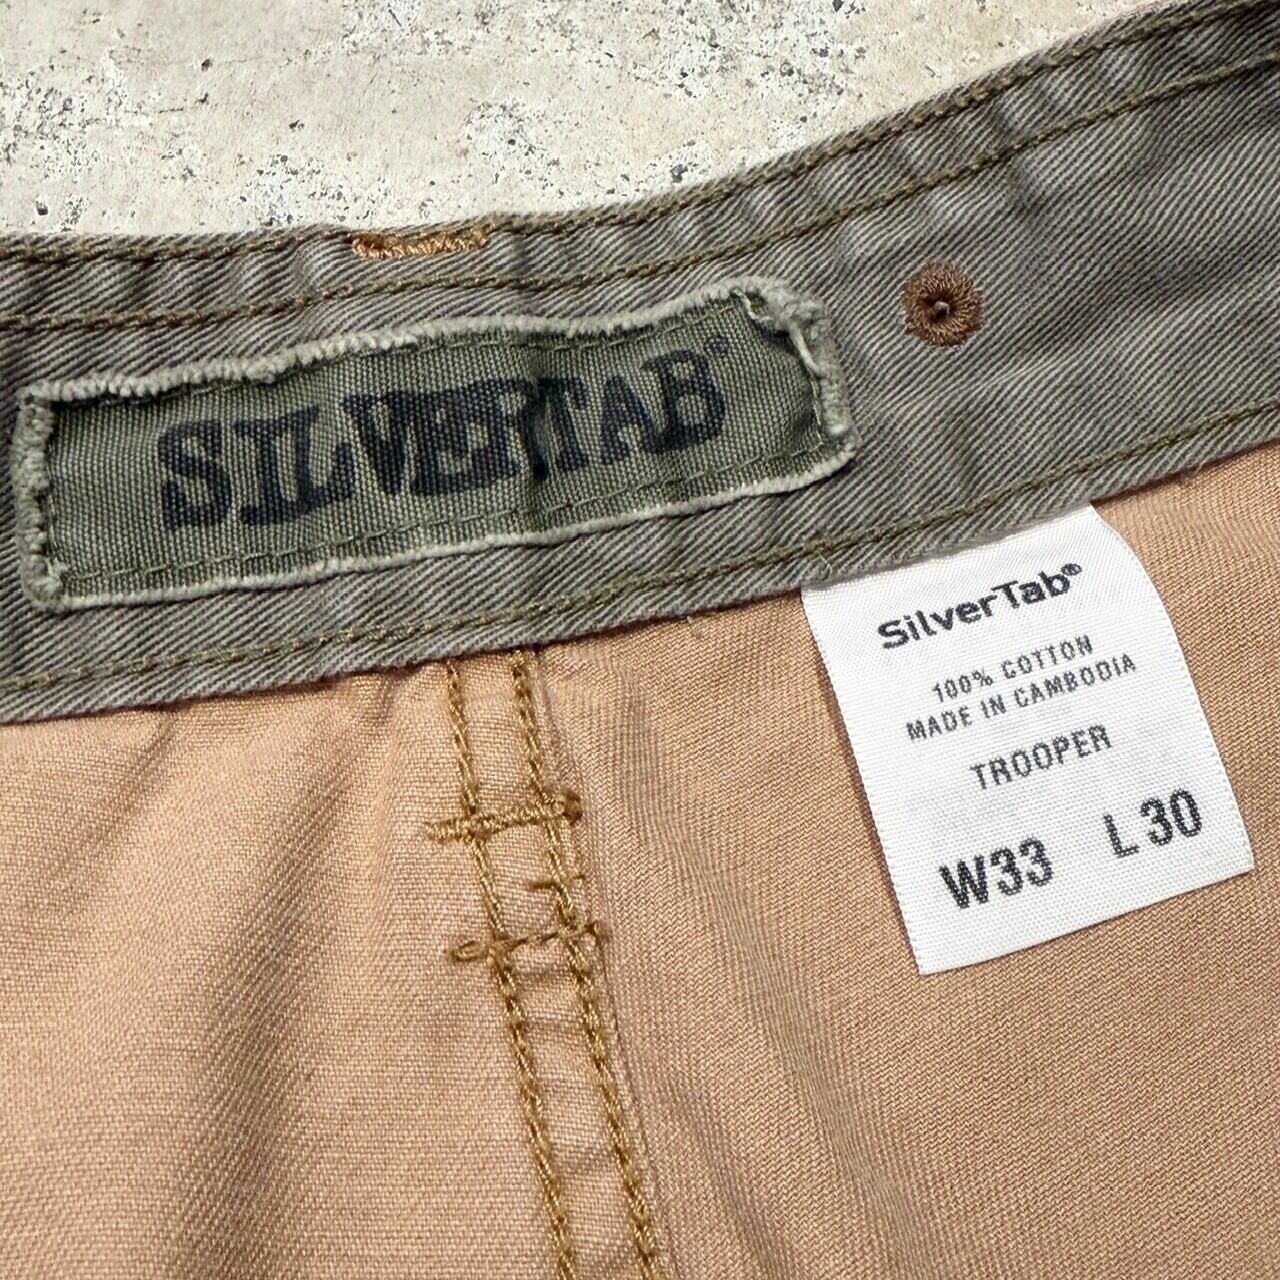 SILVERTAB®
SilverTab®
100% COTTON
MADE IN CAMBODIA
TROOPER
W33 L30